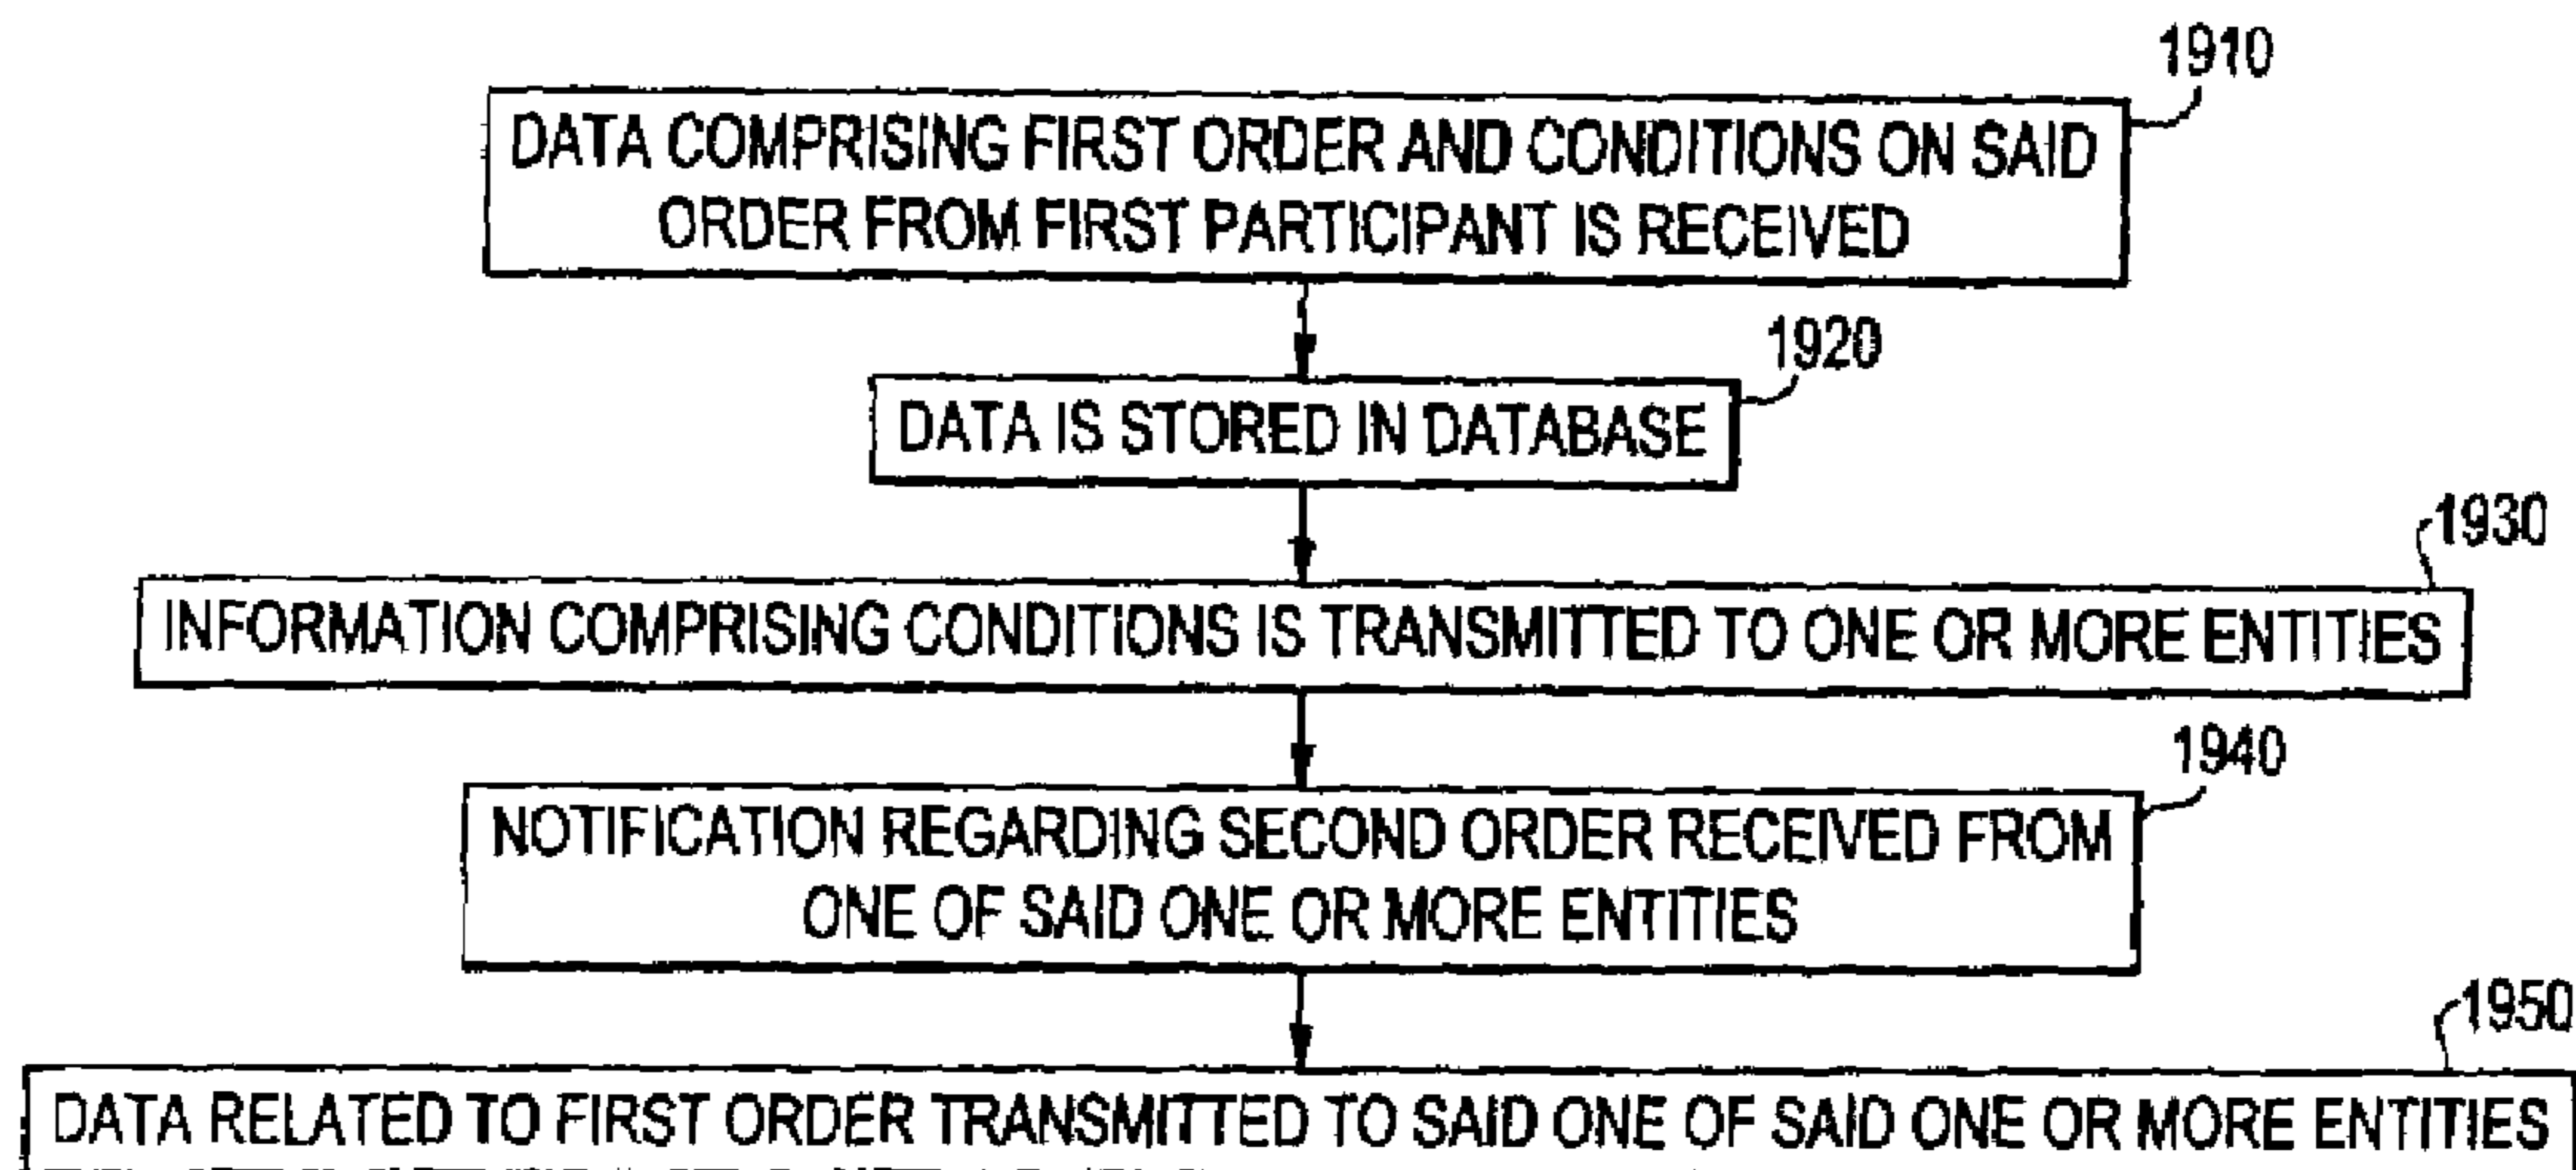 1910
DATA COMPRISING FIRST ORDER AND CONDITIONS ON SAID
ORDER FROM FIRST PARTICIPANT IS RECEIVED
1920
DATA IS STORED IN DATABASE
1930
INFORMATION COMPRISING CONDITIONS IS TRANSMITTED TO ONE OR MORE ENTITIES
1940
NOTIFICATION REGARDING SECOND ORDER RECEIVED FROM
ONE OF SAID ONE OR MORE ENTITIES
1950
DATA RELATED TO FIRST ORDER TRANSMITTED TO SAID ONE OF SAID ONE OR MORE ENTITIES